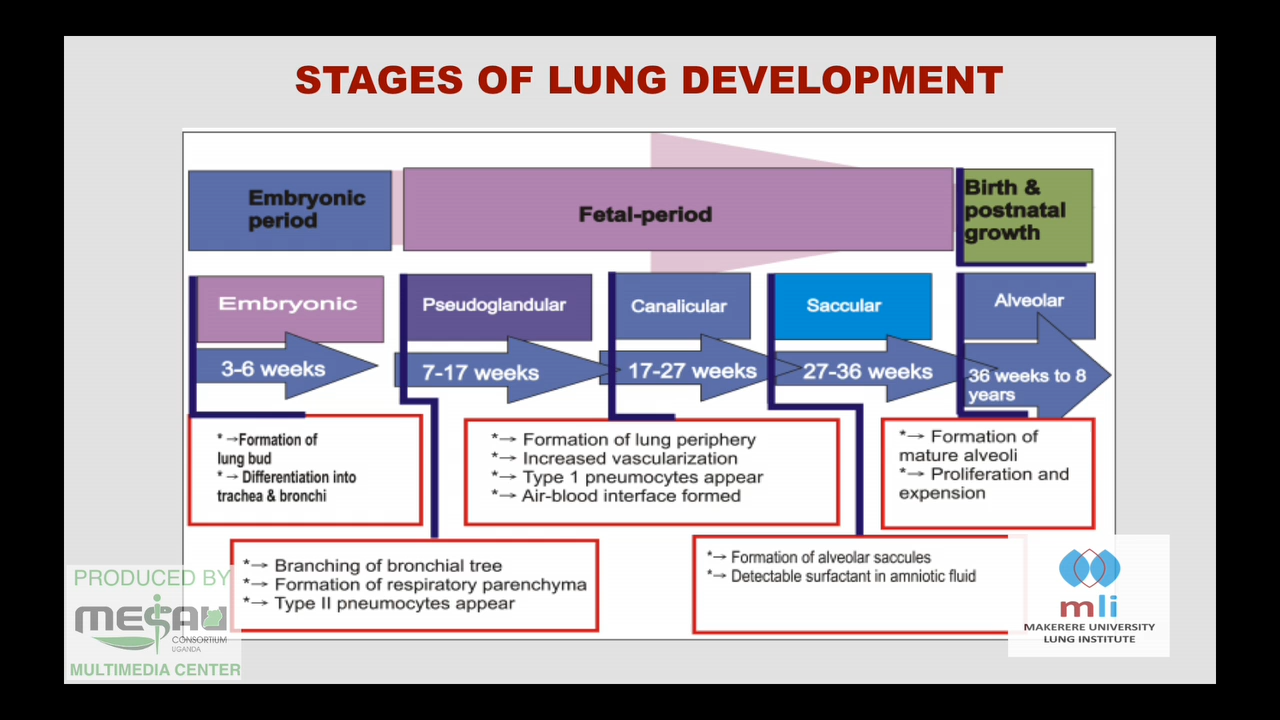 STAGES OF LUNG DEVELOPMENT
Embryonic
period
Fetal-period
Birth &
postnatal
growth
Embryonic
Pseudoglandular
Canalicular
Saccular
Alveolar
3-6 weeks
7-17 weeks
17-27 weeks
27-36 weeks
36 weeks to 8
years
*→Formation of
lung bud
*→ Differentiation into
trachea & bronchi
*→ Formation of lung periphery
*→ Increased vascularization
*→ Type 1 pneumocytes appear
*→ Air-blood interface formed
*→ Formation of
mature alveoli
*→ Proliferation and
expension
*→ Branching of bronchial tree
*→ Formation of respiratory parenchyma
*→ Type II pneumocytes appear
*→ Formation of alveolar saccules
*→ Detectable surfactant in amniotic fluid
PRODUCED BY
MESAU
CONSORTIUM
UGANDA
MULTIMEDIA CENTER
mli
MAKERERE UNIVERSITY
LUNG INSTITUTE